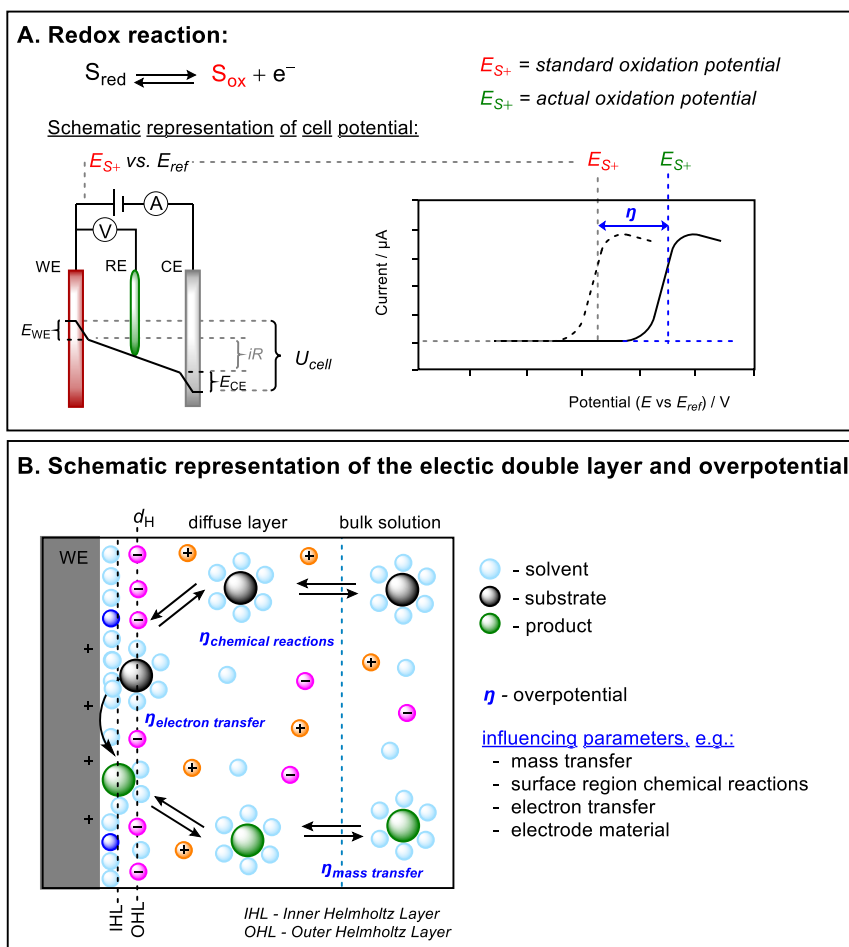 A. Redox reaction:
S_red ⇌ S_ox + e⁻
E_S+ = standard oxidation potential
E_S+ = actual oxidation potential
Schematic representation of cell potential:
E_S+ vs. E_ref
E_S+
E_S+
A
V
WE
RE
CE
E_WE
iR
E_CE
U_cell
η
Current / µA
Potential (E vs E_ref) / V
B. Schematic representation of the electic double layer and overpotential
d_H
diffuse layer
bulk solution
WE
η_chemical reactions
η_electron transfer
η_mass transfer
IHL
OHL
IHL - Inner Helmholtz Layer
OHL - Outer Helmholtz Layer
- solvent
- substrate
- product
η - overpotential
influencing parameters, e.g.:
- mass transfer
- surface region chemical reactions
- electron transfer
- electrode material